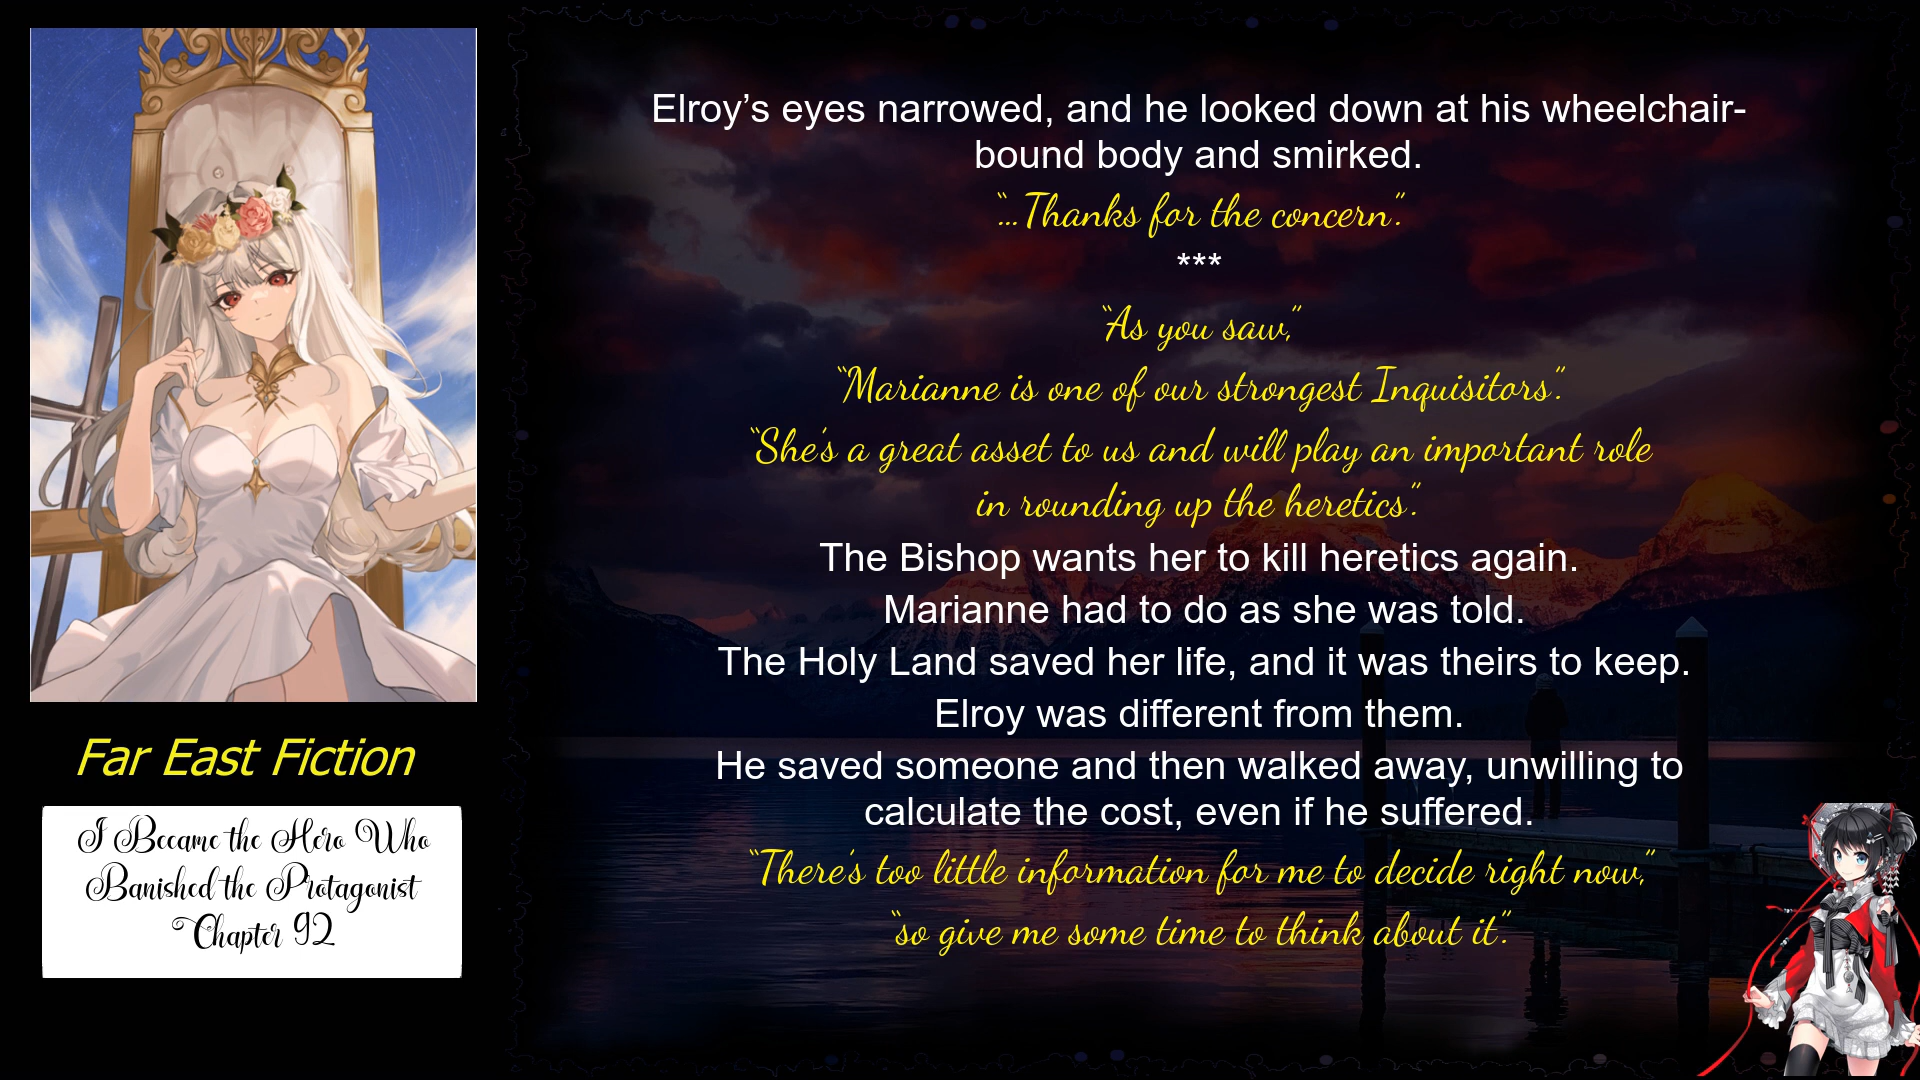 Elroy’s eyes narrowed, and he looked down at his wheelchair-
bound body and smirked.
“...Thanks for the concern”.
***
“As you saw,”
“Marianne is one of our strongest Inquisitors”.
“She’s a great asset to us and will play an important role
in rounding up the heretics”.
The Bishop wants her to kill heretics again.
Marianne had to do as she was told.
The Holy Land saved her life, and it was theirs to keep.
Elroy was different from them.
He saved someone and then walked away, unwilling to
calculate the cost, even if he suffered.
“There’s too little information for me to decide right now,”
“so give me some time to think about it”.
Far East Fiction
I Became the Hero Who
Banished the Protagonist
Chapter 92